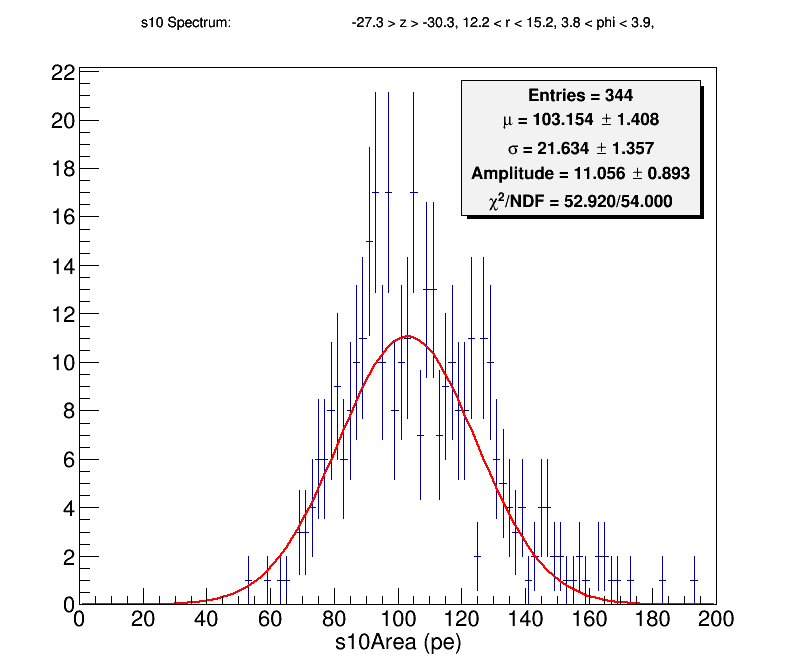 s10 Spectrum: -27.3 > z > -30.3, 12.2 < r < 15.2, 3.8 < phi < 3.9,
Entries = 344
μ = 103.154 ± 1.408
σ = 21.634 ± 1.357
Amplitude = 11.056 ± 0.893
χ²/NDF = 52.920/54.000
22
20
18
16
14
12
10
8
6
4
2
0
0 20 40 60 80 100 120 140 160 180 200
s10Area (pe)